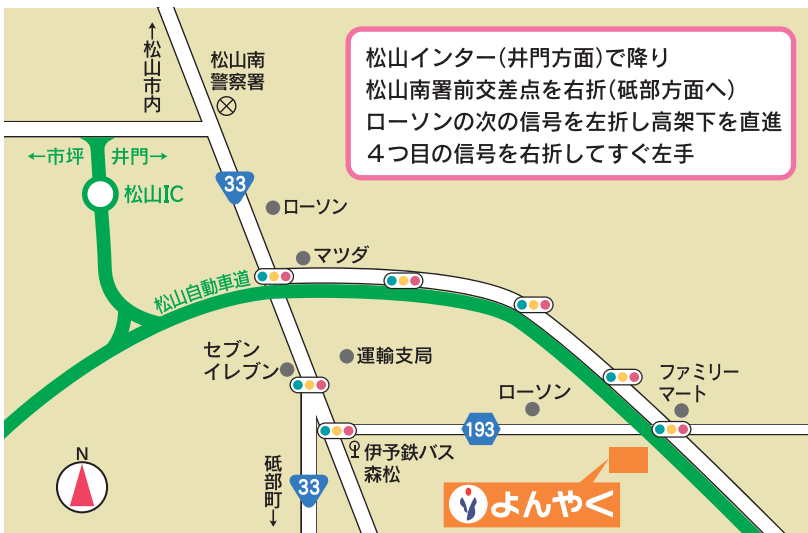 ↑松山市内
松山南
警察署
松山インター(井門方面)で降り
松山南署前交差点を右折(砥部方面へ)
ローソンの次の信号を左折し高架下を直進
4つ目の信号を右折してすぐ左手
←市坪 井門→
松山IC
33
ローソン
マツダ
松山自動車道
セブン
イレブン
運輸支局
ファミリー
マート
ローソン
193
伊予鉄バス
森松
N
砥部町→
33
よんやく